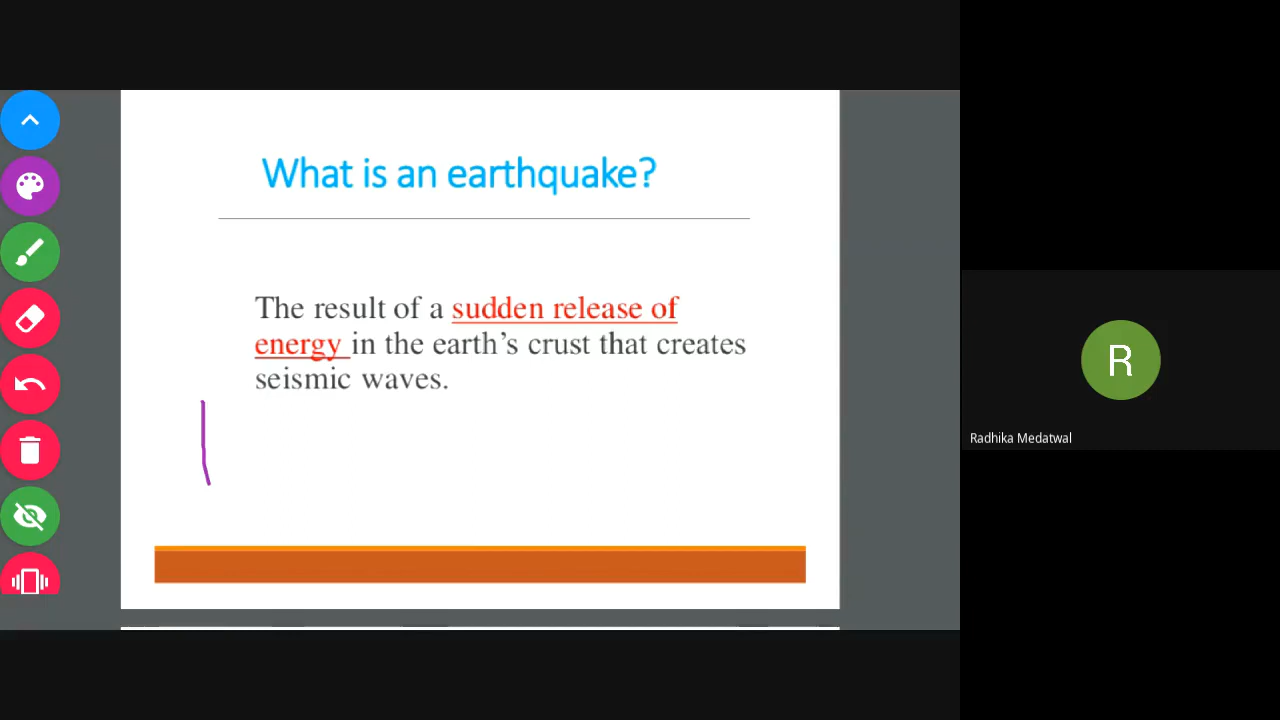 What is an earthquake?
The result of a sudden release of
energy in the earth’s crust that creates
seismic waves.
R
Radhika Medatwal